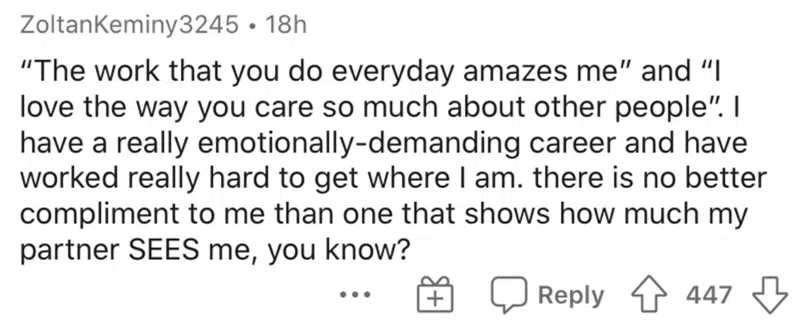 ZoltanKeminy3245 • 18h
“The work that you do everyday amazes me” and “I
love the way you care so much about other people”. I
have a really emotionally-demanding career and have
worked really hard to get where I am. there is no better
compliment to me than one that shows how much my
partner SEES me, you know?
Reply 447